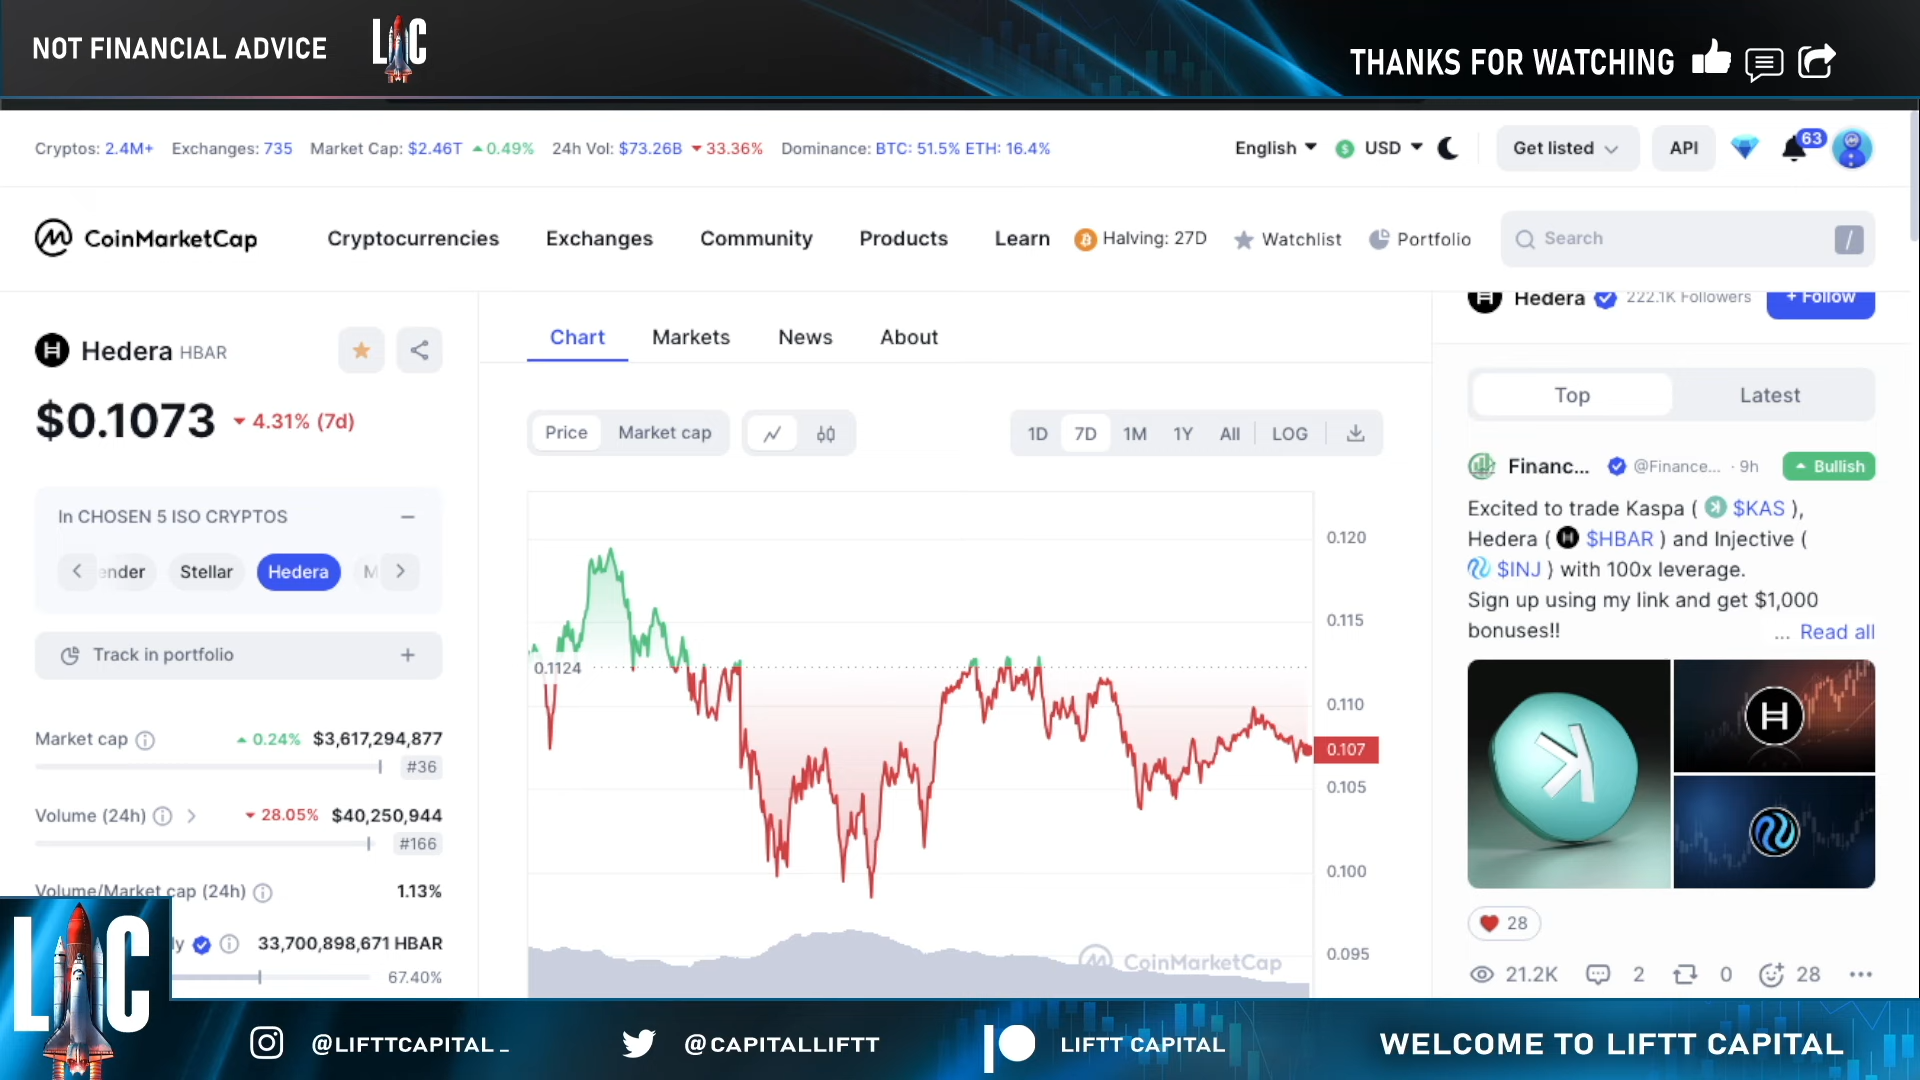 NOT FINANCIAL ADVICE
LC
THANKS FOR WATCHING
Cryptos: 2.4M+ Exchanges: 735 Market Cap: $2.46T 0.49% 24h Vol: $73.26B 33.36% Dominance: BTC: 51.5% ETH: 16.4%
English USD Get listed API 63
CoinMarketCap
Cryptocurrencies Exchanges Community Products Learn Halving: 27D Watchlist Portfolio Search /
Hedera HBAR
$0.1073 4.31% (7d)
In CHOSEN 5 ISO CRYPTOS
ender Stellar Hedera M
Track in portfolio +
Market cap 0.24% $3,617,294,877
#36
Volume (24h) 28.05% $40,250,944
#166
Volume/Market cap (24h) 1.13%
ly 33,700,898,671 HBAR
67.40%
Chart Markets News About
Price Market cap
1D 7D 1M 1Y All LOG
0.1124
0.120
0.115
0.110
0.107
0.105
0.100
0.095
CoinMarketCap
Hedera 222.1K Followers + Follow
Top Latest
Financ... @Finance... · 9h Bullish
Excited to trade Kaspa ( $KAS ),
Hedera ( $HBAR ) and Injective (
$INJ ) with 100x leverage.
Sign up using my link and get $1,000
bonuses!! ... Read all
28
21.2K 2 0 28
LC
@LIFTTCAPITAL_
@CAPITALLIFTT
LIFTT CAPITAL
WELCOME TO LIFTT CAPITAL